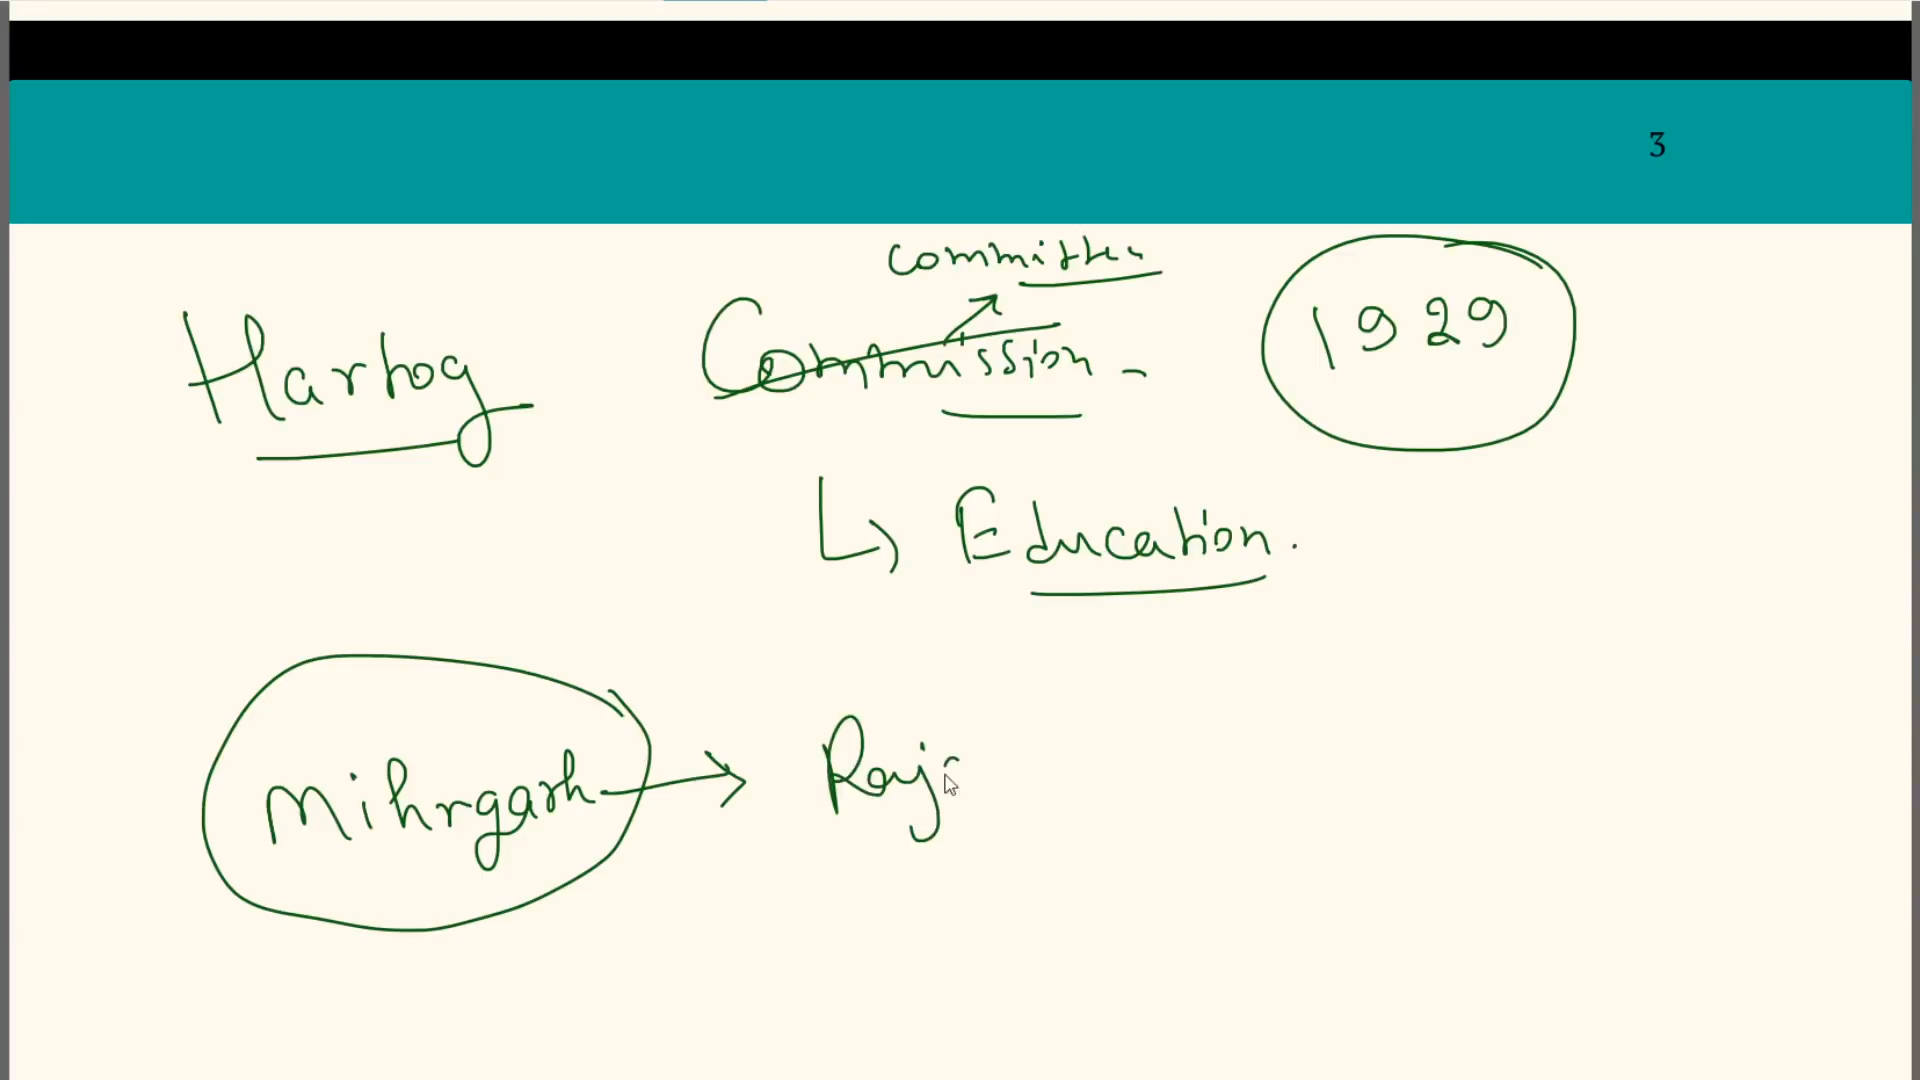 3
committee
Hartog Commission - 1929
↳ Education.
Mihrgarh → Raj